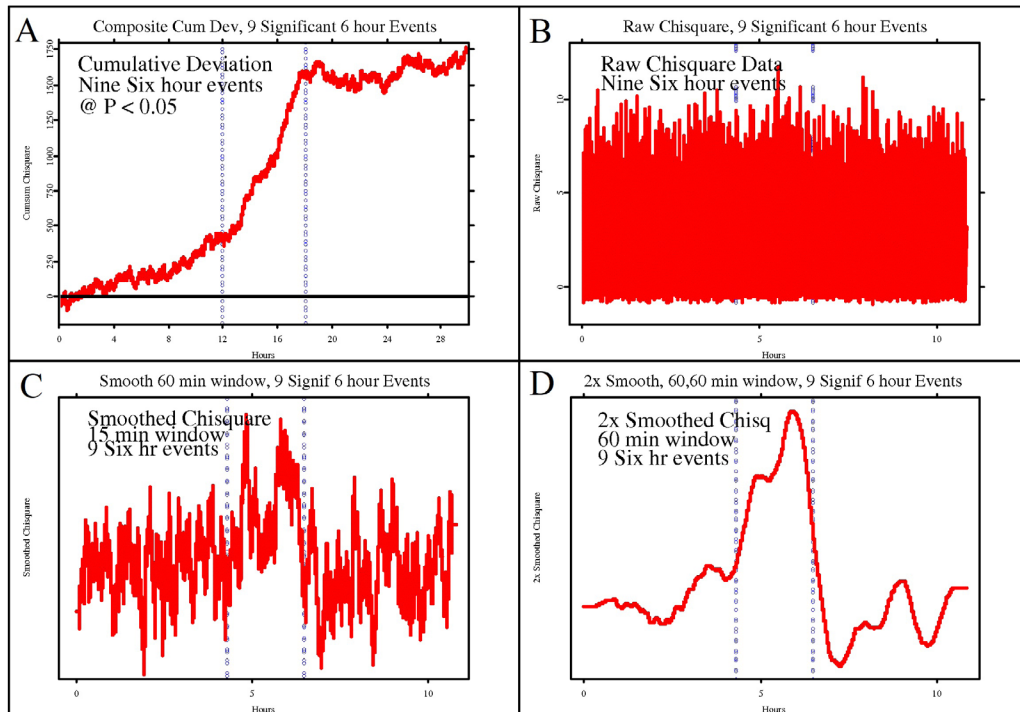 A
Composite Cum Dev, 9 Significant 6 hour Events
Cumulative Deviation
Nine Six hour events
@ P < 0.05
Cumsum Chisquare
1750
1500
1250
1000
750
500
250
0
0 4 8 12 16 20 24 28
Hours
B
Raw Chisquare, 9 Significant 6 hour Events
Raw Chisquare Data
Nine Six hour events
Raw Chisquare
10
5
0
0 5 10
Hours
C
Smooth 60 min window, 9 Signif 6 hour Events
Smoothed Chisquare
15 min window
9 Six hr events
Smoothed Chisquare
0 5 10
Hours
D
2x Smooth, 60,60 min window, 9 Signif 6 hour Events
2x Smoothed Chisq
60 min window
9 Six hr events
2x Smoothed Chisquare
0 5 10
Hours